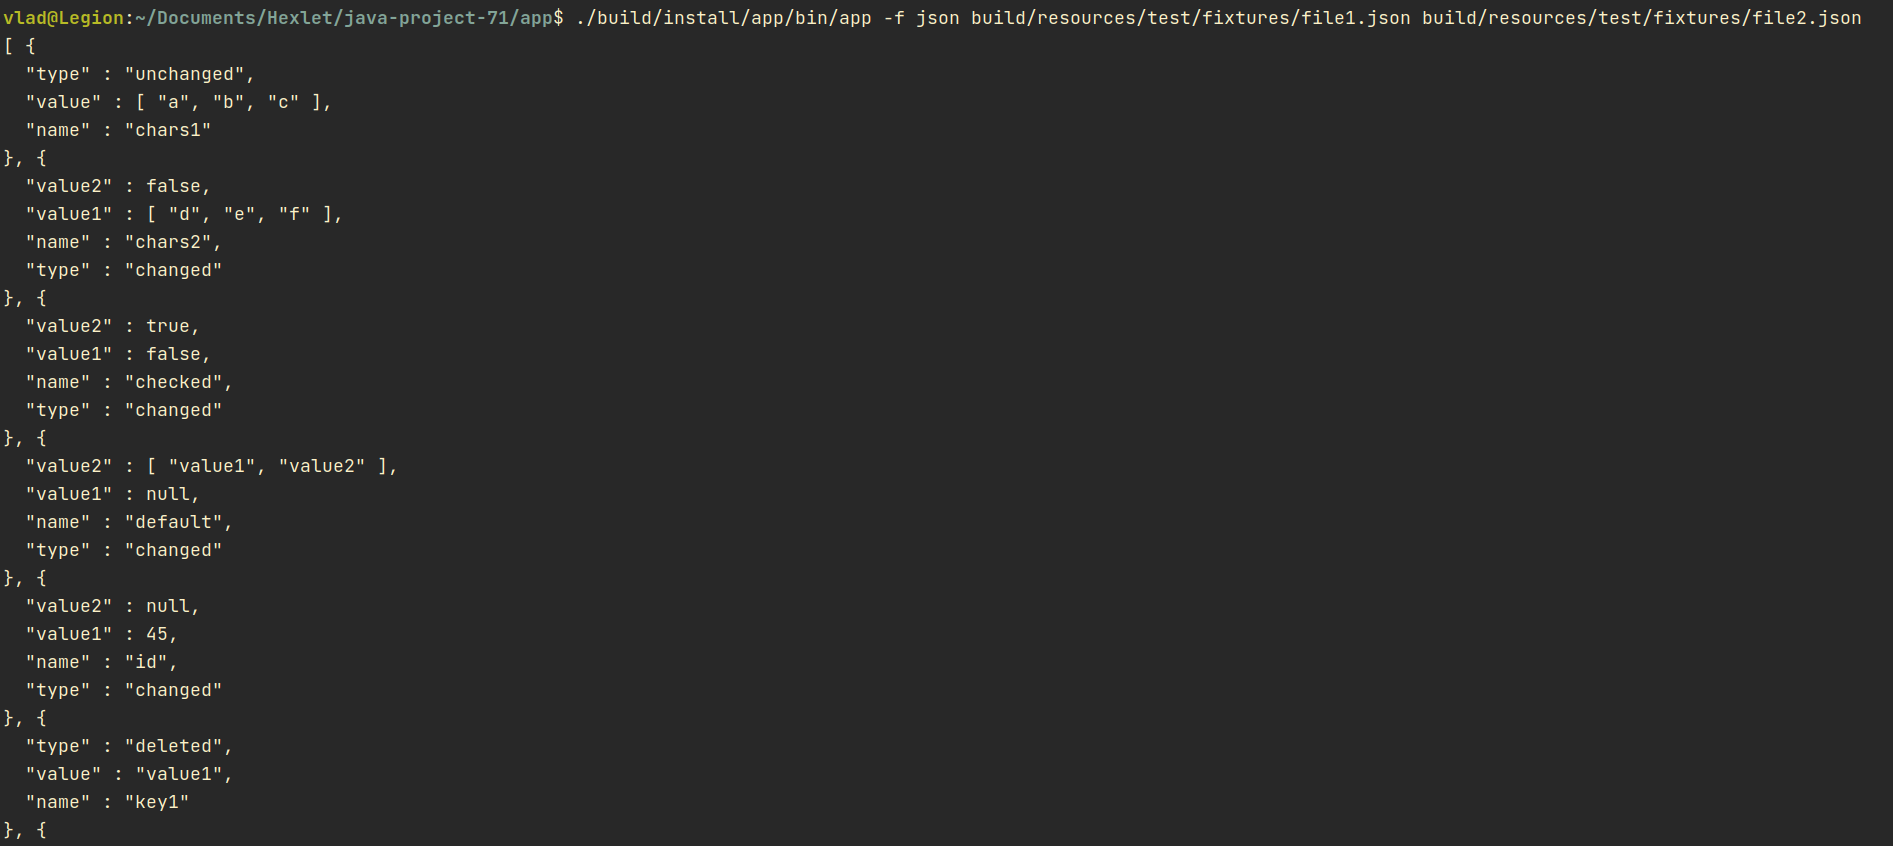 vlad@Legion:~/Documents/Hexlet/java-project-71/app$ ./build/install/app/bin/app -f json build/resources/test/fixtures/file1.json build/resources/test/fixtures/file2.json
[ {
  "type" : "unchanged",
  "value" : [ "a", "b", "c" ],
  "name" : "chars1"
}, {
  "value2" : false,
  "value1" : [ "d", "e", "f" ],
  "name" : "chars2",
  "type" : "changed"
}, {
  "value2" : true,
  "value1" : false,
  "name" : "checked",
  "type" : "changed"
}, {
  "value2" : [ "value1", "value2" ],
  "value1" : null,
  "name" : "default",
  "type" : "changed"
}, {
  "value2" : null,
  "value1" : 45,
  "name" : "id",
  "type" : "changed"
}, {
  "type" : "deleted",
  "value" : "value1",
  "name" : "key1"
}, {